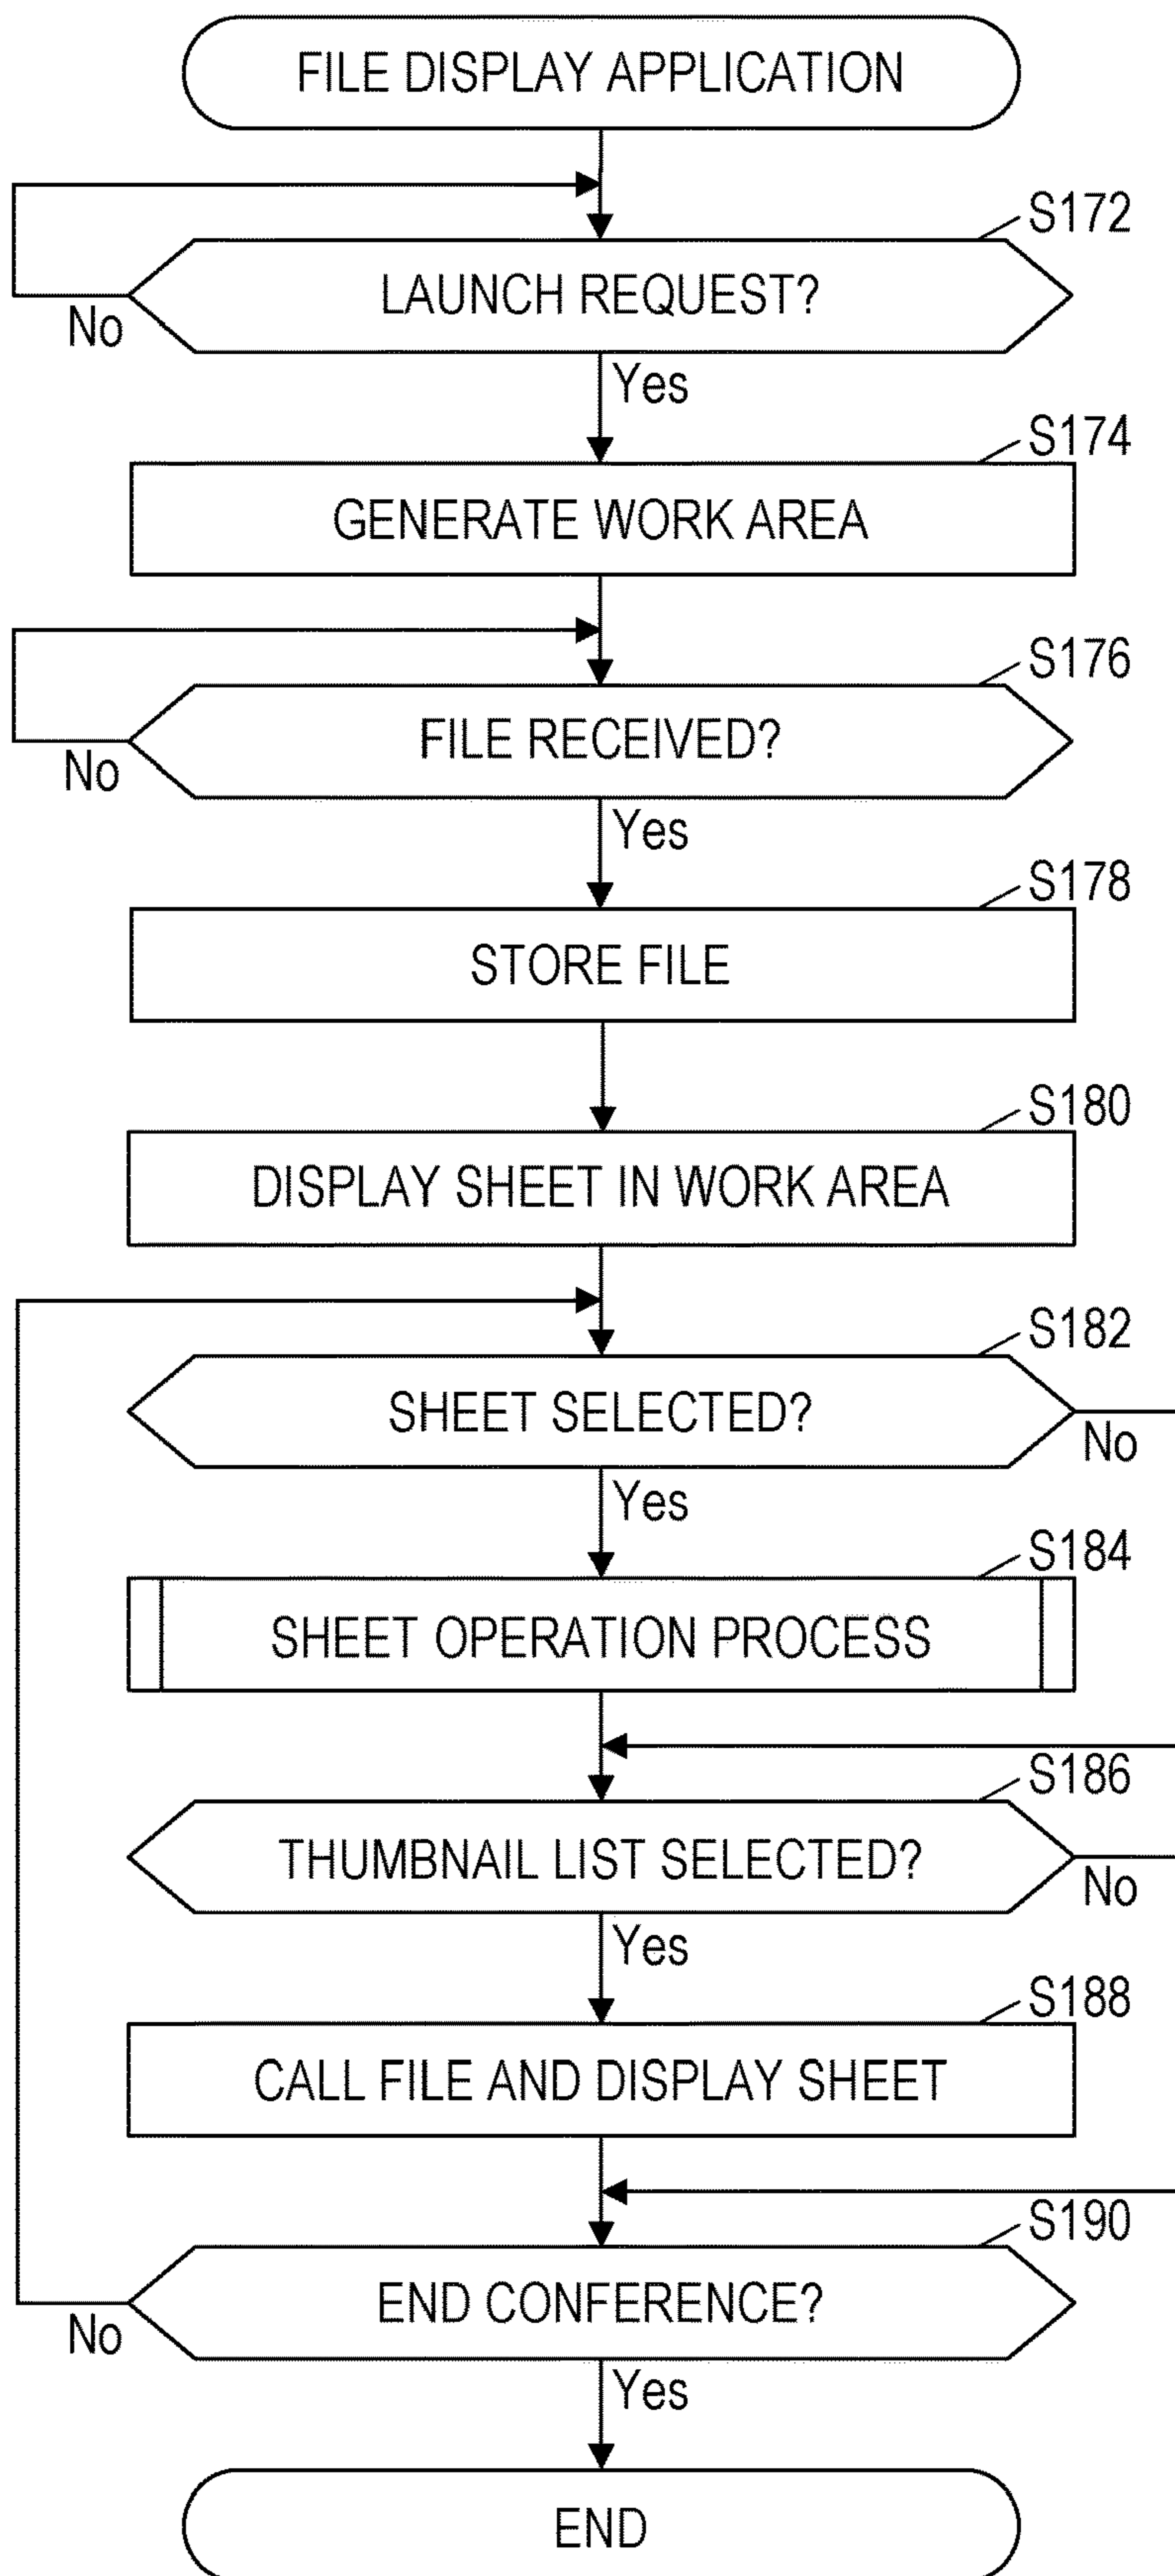 FILE DISPLAY APPLICATION
S172
LAUNCH REQUEST?
No
Yes
S174
GENERATE WORK AREA
S176
FILE RECEIVED?
No
Yes
S178
STORE FILE
S180
DISPLAY SHEET IN WORK AREA
S182
SHEET SELECTED?
No
Yes
S184
SHEET OPERATION PROCESS
S186
THUMBNAIL LIST SELECTED?
No
Yes
S188
CALL FILE AND DISPLAY SHEET
S190
END CONFERENCE?
No
Yes
END